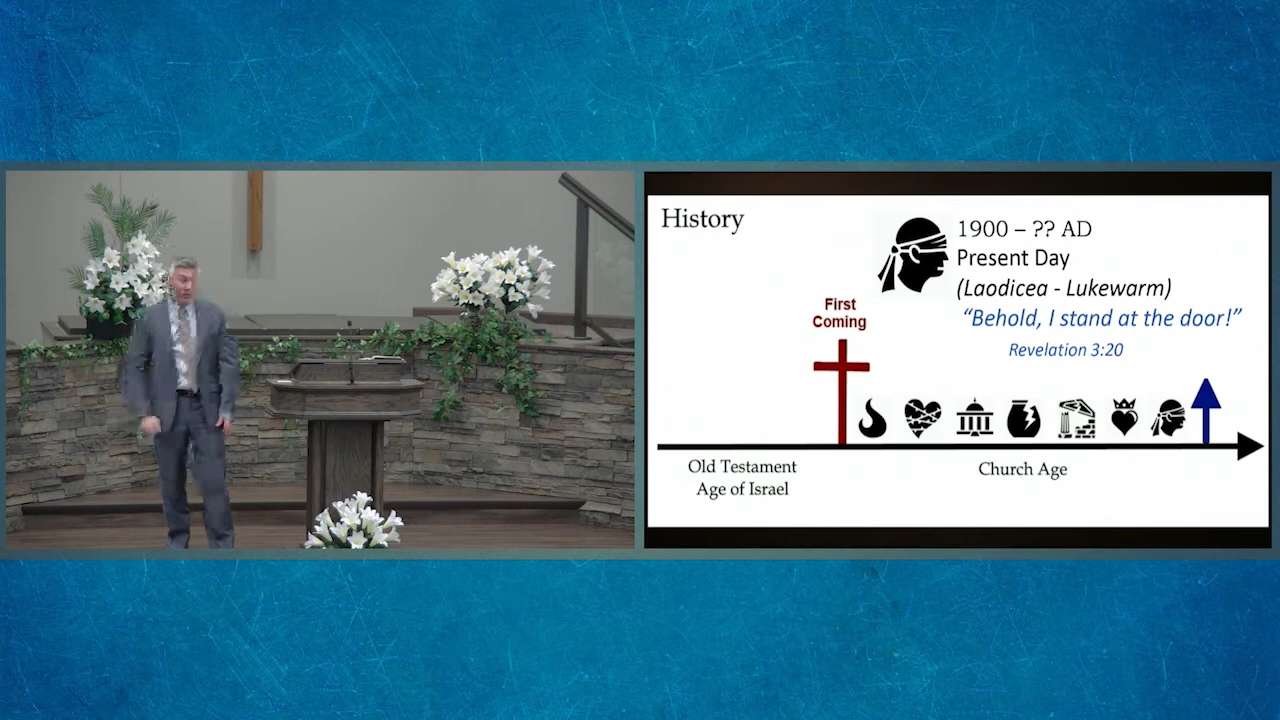 History
1900 – ?? AD
Present Day
(Laodicea - Lukewarm)
“Behold, I stand at the door!”
Revelation 3:20
First
Coming
Old Testament
Age of Israel
Church Age